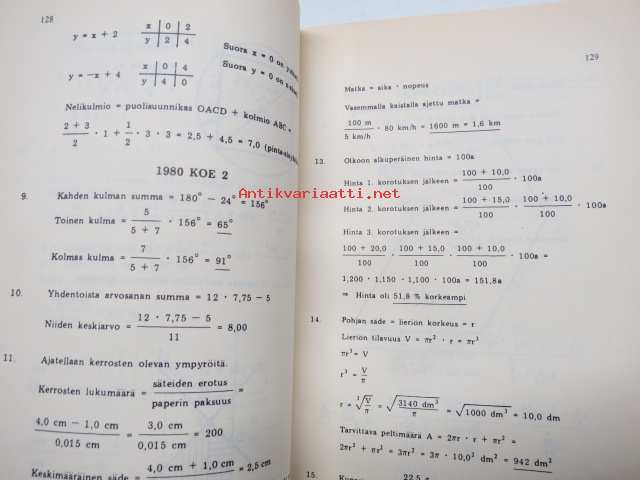 128
y = x + 2
x 0 2
y 2 4
Suora x = 0 on
y = -x + 4
x 0 4
y 4 0
Suora y = 0 on
Nelikulmio = puolisuunnikas OACD + kolmio ABC =
2 + 3 / 2 · 1 + 1 / 2 · 3 · 3 = 2,5 + 4,5 = 7,0
1980 KOE 2
9. Kahden kulman summa = 180° - 24° = 156°
Toinen kulma = 5 / 5 + 7 · 156° = 65°
Kolmas kulma = 7 / 5 + 7 · 156° = 91°
10. Yhdentoista arvosanan summa = 12 · 7,75 - 5
Niiden keskiarvo = 12 · 7,75 - 5 / 11 = 8,00
11. Ajatellaan kerrosten olevan ympyröitä.
Kerrosten lukumäärä = säteiden erotus / paperin paksuus =
4,0 cm - 1,0 cm / 0,015 cm = 3,0 cm / 0,015 cm = 200
Keskimääräinen säde = 4,0 cm + 1,0 cm = 2,5 cm
129
Matka = aika · nopeus
Vasemmalla kaistalla ajettu matka =
100 m / 5 km/h · 80 km/h = 1600 m = 1,6 km
13. Olkoon alkuperäinen hinta = 100a
Hinta 1. korotuksen jälkeen = 100 + 10,0 / 100 · 100a
Hinta 2. korotuksen jälkeen = 100 + 15,0 / 100 · 100 + 10,0 / 100 · 100a
Hinta 3. korotuksen jälkeen =
100 + 20,0 / 100 · 100 + 15,0 / 100 · 100 + 10,0 / 100 · 100a =
1,200 · 1,150 · 1,100 · 100a = 151,8a
⇒ Hinta oli 51,8 % korkeampi
14. Pohjan säde = lieriön korkeus = r
Lieriön tilavuus V = πr² · r = πr³
πr³ = V
r³ = V / π
r = ∛(V / π) = √(3140 dm³ / π) = √(1000 dm³) = 10,0 dm
Tarvittava peltimäärä A = 2πr · r + πr² =
2πr² + πr² = 3πr² = 3π · 10,0² dm² = 942 dm²
15.
22,5
Antikvariaatti.net